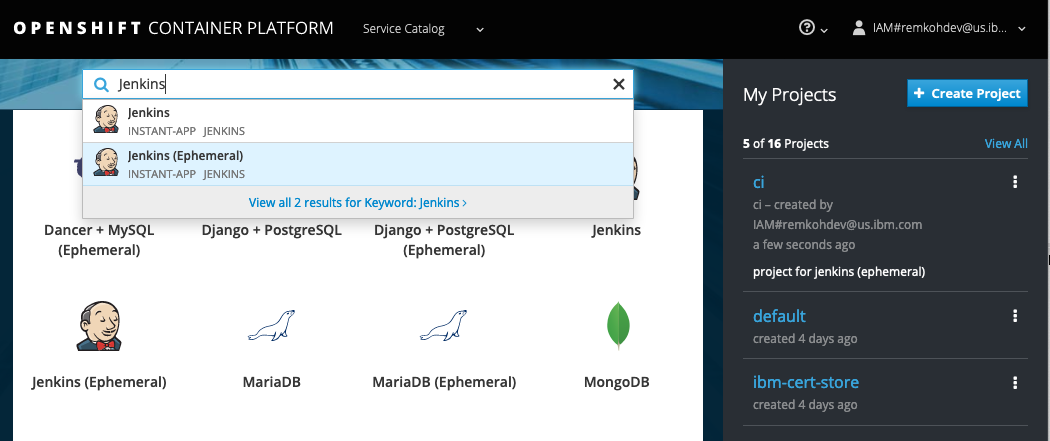 OPENSHIFT CONTAINER PLATFORM
Service Catalog
IAM#remkohdev@us.ib...
Jenkins
Jenkins
INSTANT-APP JENKINS
Jenkins (Ephemeral)
INSTANT-APP JENKINS
View all 2 results for Keyword: Jenkins
Dancer + MySQL
(Ephemeral)
Django + PostgreSQL
Django + PostgreSQL
(Ephemeral)
Jenkins
Jenkins (Ephemeral)
MariaDB
MariaDB (Ephemeral)
MongoDB
My Projects
+ Create Project
5 of 16 Projects
View All
ci
ci – created by
IAM#remkohdev@us.ibm.com
a few seconds ago
project for jenkins (ephemeral)
default
created 4 days ago
ibm-cert-store
created 4 days ago